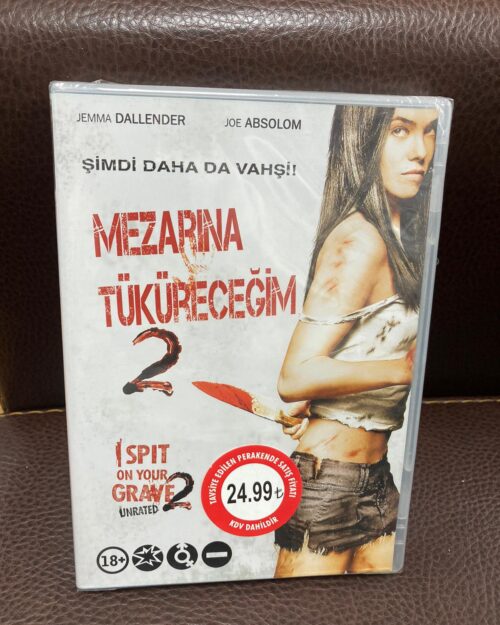 JEMMA DALLENDER JOE ABSOLOM
ŞİMDİ DAHA DA VAHŞİ!
MEZARINA
TÜKÜRECEĞİM
2
I SPIT
ON YOUR
GRAVE 2
UNRATED
TAVSİYE EDİLEN PERAKENDE SATIŞ FİYATI
24.99₺
KDV DAHİLDİR
18+